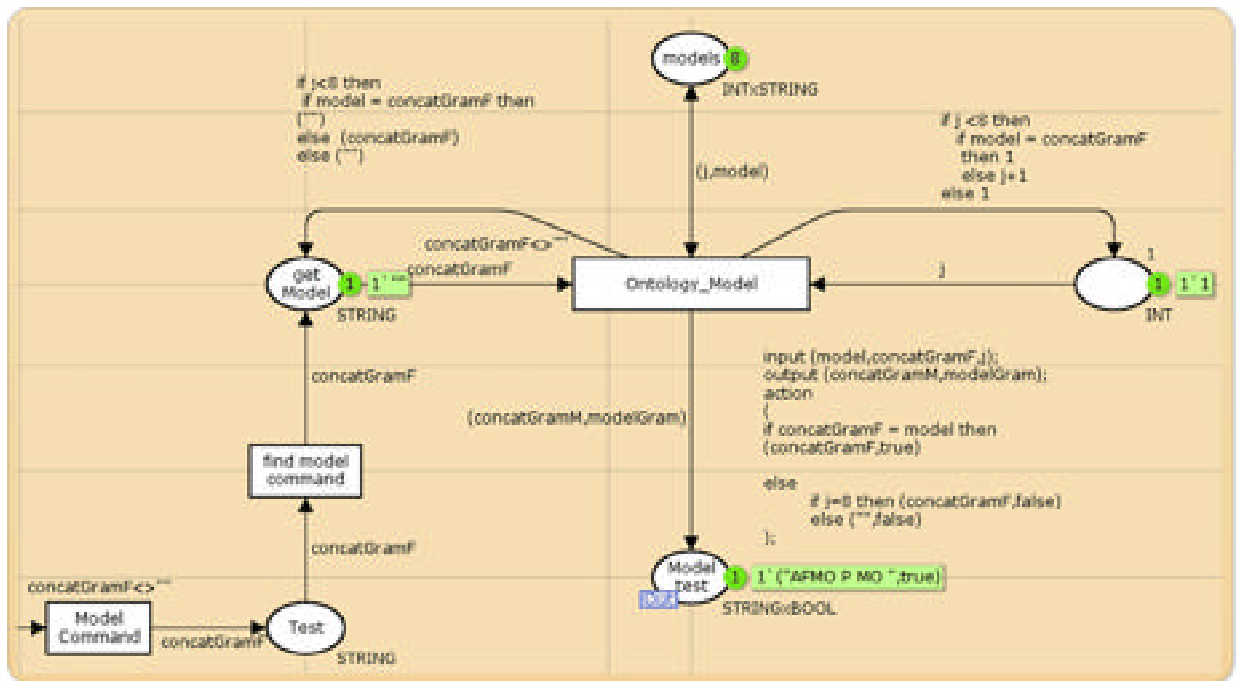 models
8
INTxSTRING
if j<8 then
if model = concatGramF then
("")
else (concatGramF)
else ("")
if j <8 then
if model = concatGramF
then 1
else j+1
else 1
(j,model)
concatGramF<>""
concatGramF
get
Model
1
1`""
STRING
Ontology_Model
j
1
1
1`1
INT
concatGramF
(concatGramM,modelGram)
input (model,concatGramF,j);
output (concatGramM,modelGram);
action
(
if concatGramF = model then
(concatGramF,true)
else
if j=8 then (concatGramF,false)
else ("",false)
);
find model
command
concatGramF
Model
test
1
1`("AFMO P MO ",true)
STRINGxBOOL
concatGramF<>""
Model
Command
concatGramF
Test
STRING